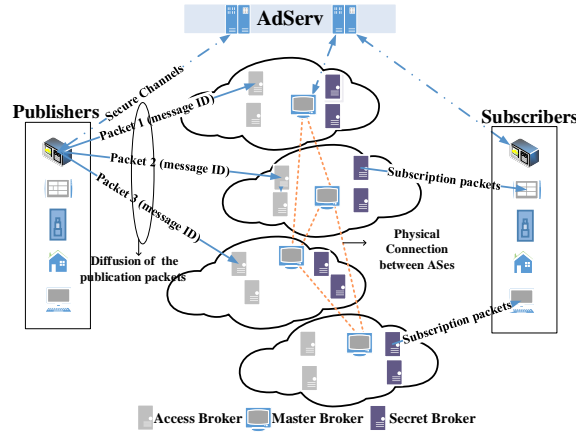 AdServ
Secure Channels
Publishers
Packet 1 (message ID)
Subscribers
Packet 2 (message ID)
Subscription packets
Packet 3 (message ID)
Physical
Connection
between ASes
Diffusion of the
publication packets
Subscription packets
Access Broker
Master Broker
Secret Broker